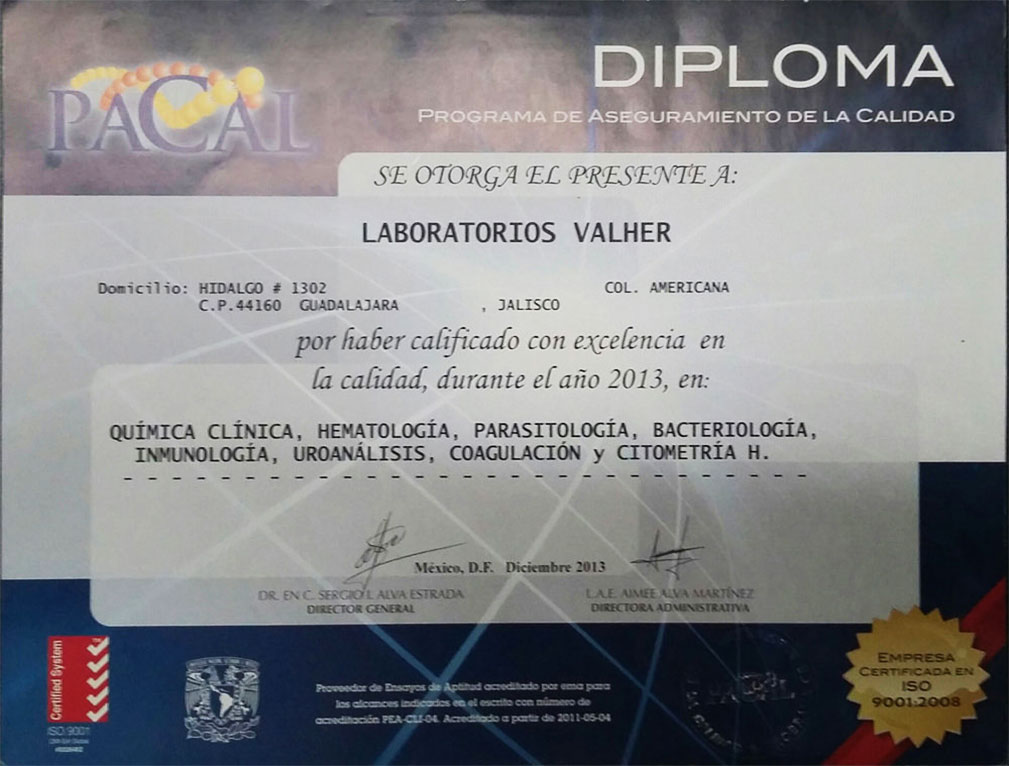 PACAL
DIPLOMA
PROGRAMA DE ASEGURAMIENTO DE LA CALIDAD
SE OTORGA EL PRESENTE A:
LABORATORIOS VALHER
Domicilio: HIDALGO # 1302 COL. AMERICANA
C.P.44160 GUADALAJARA , JALISCO
por haber calificado con excelencia en
la calidad, durante el año 2013, en:
QUÍMICA CLÍNICA, HEMATOLOGÍA, PARASITOLOGÍA, BACTERIOLOGÍA,
INMUNOLOGÍA, UROANÁLISIS, COAGULACIÓN y CITOMETRÍA H.
México, D.F. Diciembre 2013
DR. EN C. SERGIO I. ALVA ESTRADA
DIRECTOR GENERAL
L.A.E. AIMEE ALVA MARTÍNEZ
DIRECTORA ADMINISTRATIVA
Certified System
ISO 9001
Proveedor de Ensayos de Aptitud acreditado por ema para
los alcances indicados en el escrito con número de
acreditación PEA-CLI-04. Acreditado a partir de 2011-05-04
EMPRESA
CERTIFICADA EN
ISO
9001:2008